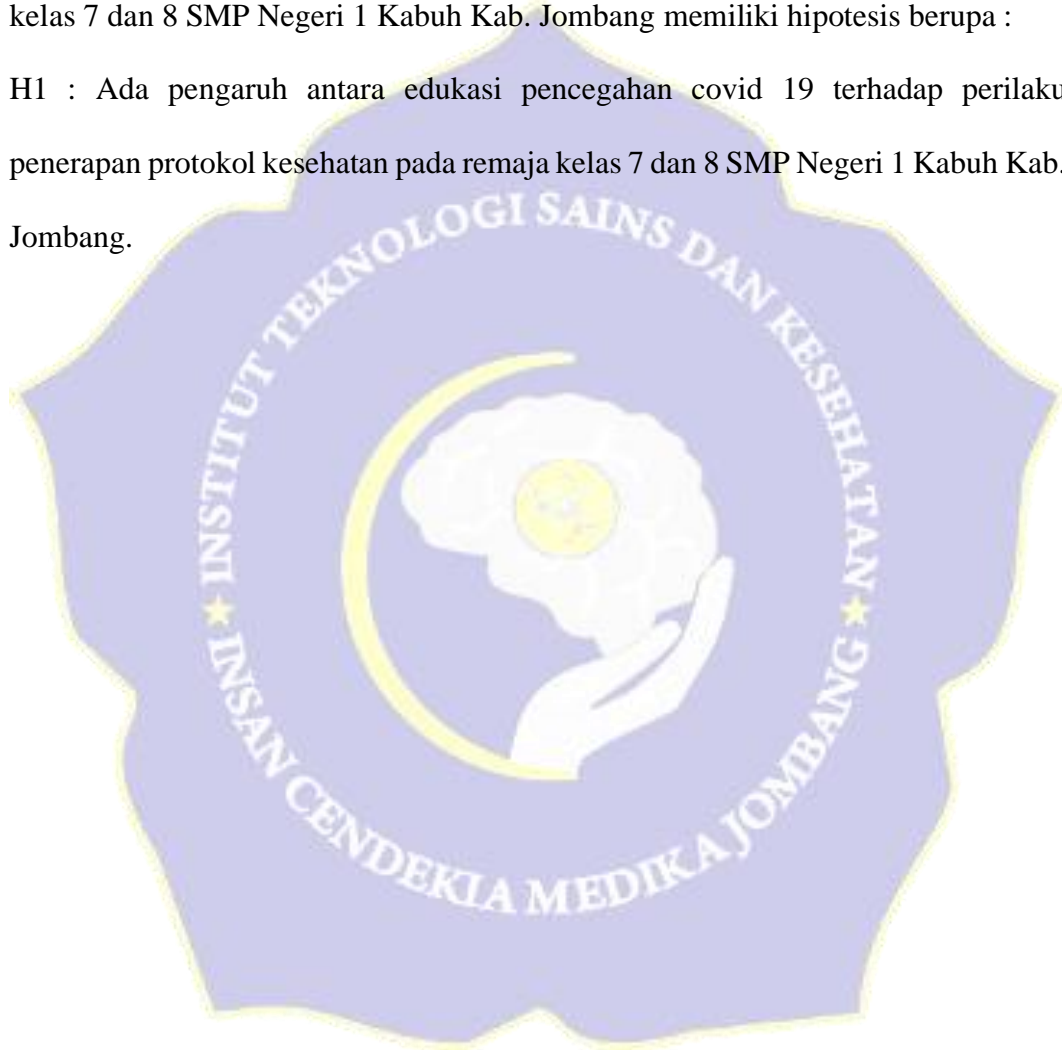 kelas 7 dan 8 SMP Negeri 1 Kabuh Kab. Jombang memiliki hipotesis berupa :
H1 : Ada pengaruh antara edukasi pencegahan covid 19 terhadap perilaku
penerapan protokol kesehatan pada remaja kelas 7 dan 8 SMP Negeri 1 Kabuh Kab.
Jombang.
INSTITUT TEKNOLOGI SAINS DAN KESEHATAN
INSAN CENDEKIA MEDIKA JOMBANG